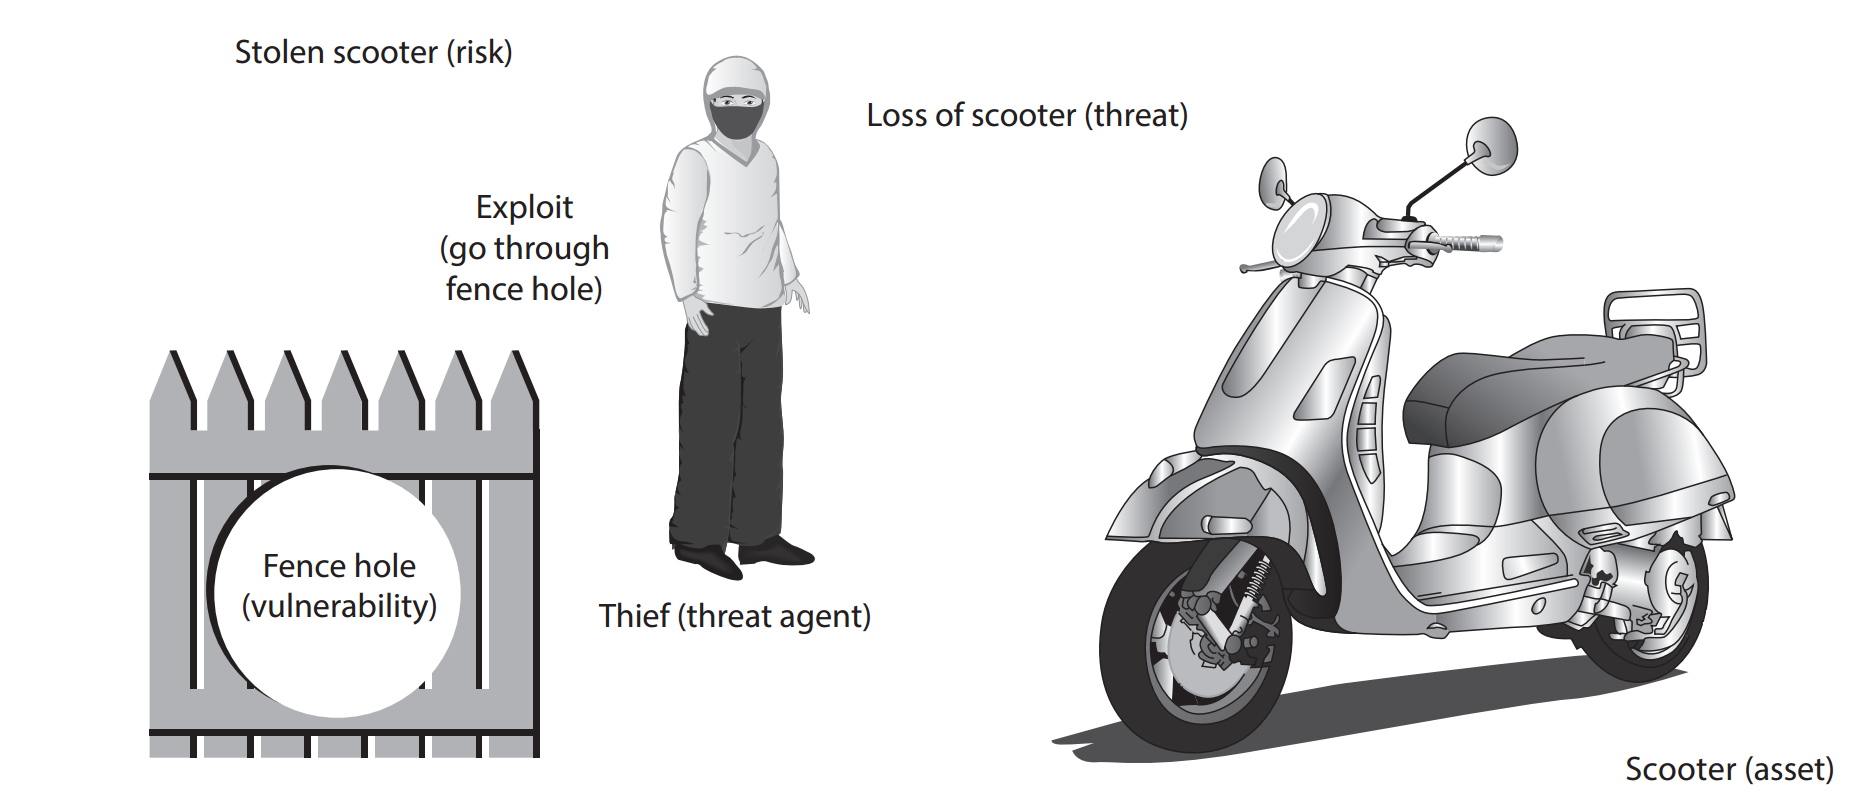 Stolen scooter (risk)
Loss of scooter (threat)
Exploit
(go through
fence hole)
Fence hole
(vulnerability)
Thief (threat agent)
Scooter (asset)